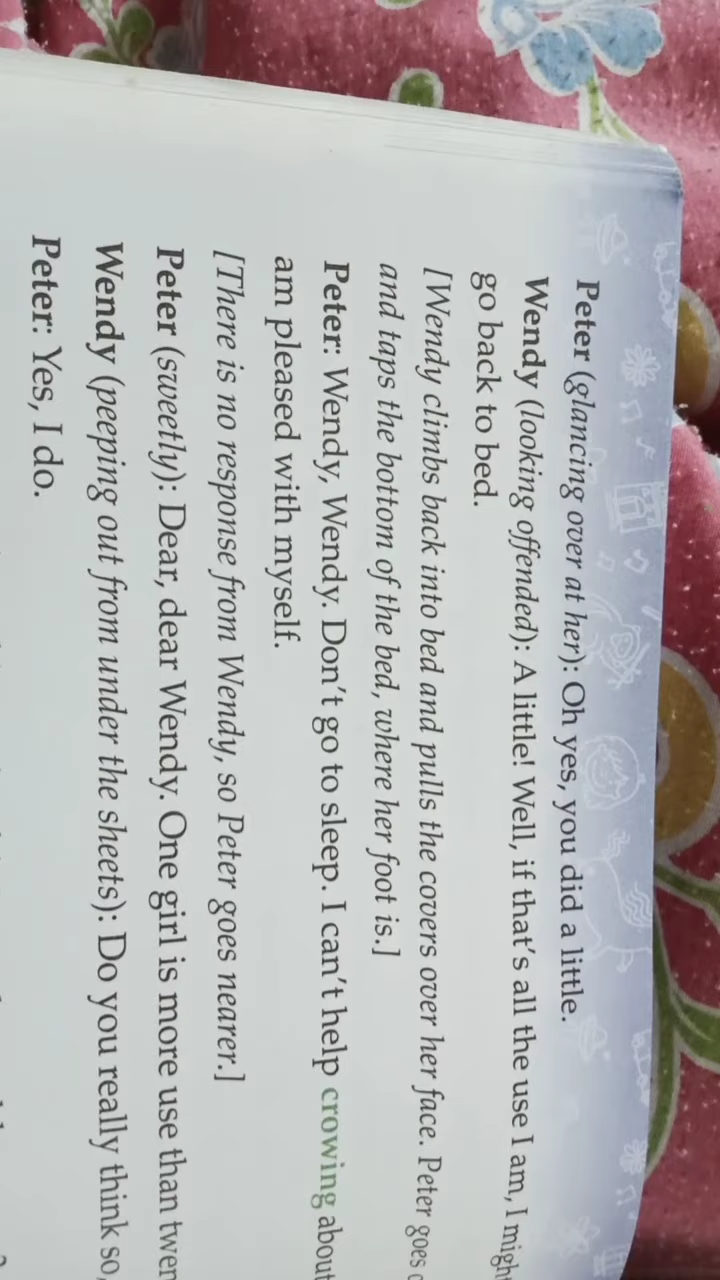 Peter (glancing over at her): Oh yes, you did a little.
Wendy (looking offended): A little! Well, if that's all the use I am, I
go back to bed.
[Wendy climbs back into bed and pulls the covers over her face. Peter goes
and taps the bottom of the bed, where her foot is.]
Peter: Wendy, Wendy. Don't go to sleep. I can't help crowing about
am pleased with myself.
[There is no response from Wendy, so Peter goes nearer.]
Peter (sweetly): Dear, dear Wendy. One girl is more use than
Wendy (peeping out from under the sheets): Do you really think so,
Peter: Yes, I do.